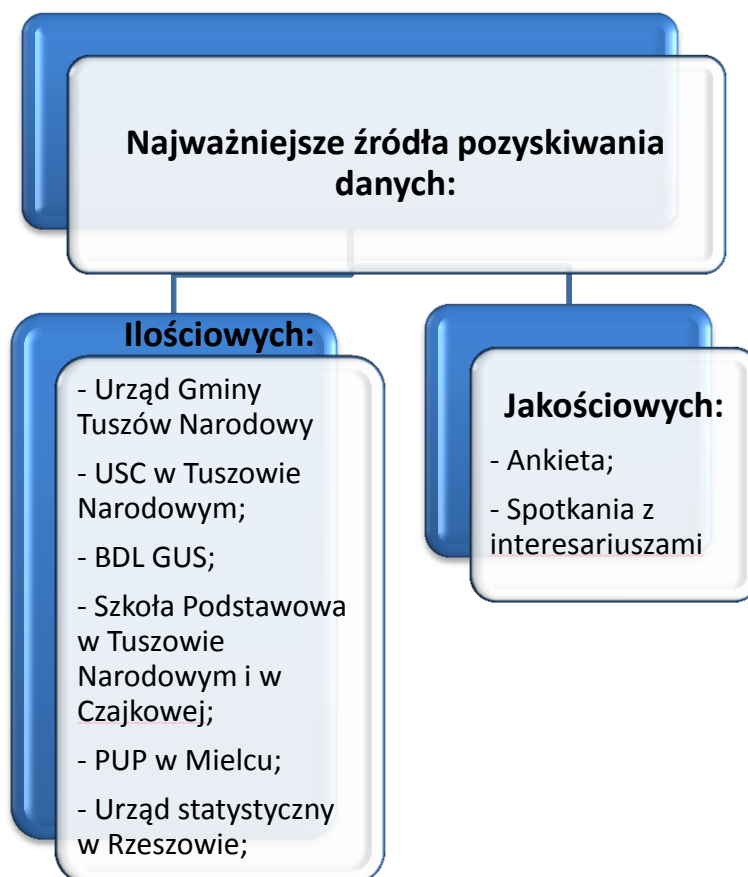 Najważniejsze źródła pozyskiwania
danych:
Ilościowych:
- Urząd Gminy
Tuszów Narodowy
- USC w Tuszowie
Narodowym;
- BDL GUS;
- Szkoła Podstawowa
w Tuszowie
Narodowym i w
Czajkowej;
- PUP w Mielcu;
- Urząd statystyczny
w Rzeszowie;
Jakościowych:
- Ankieta;
- Spotkania z
interesariuszami